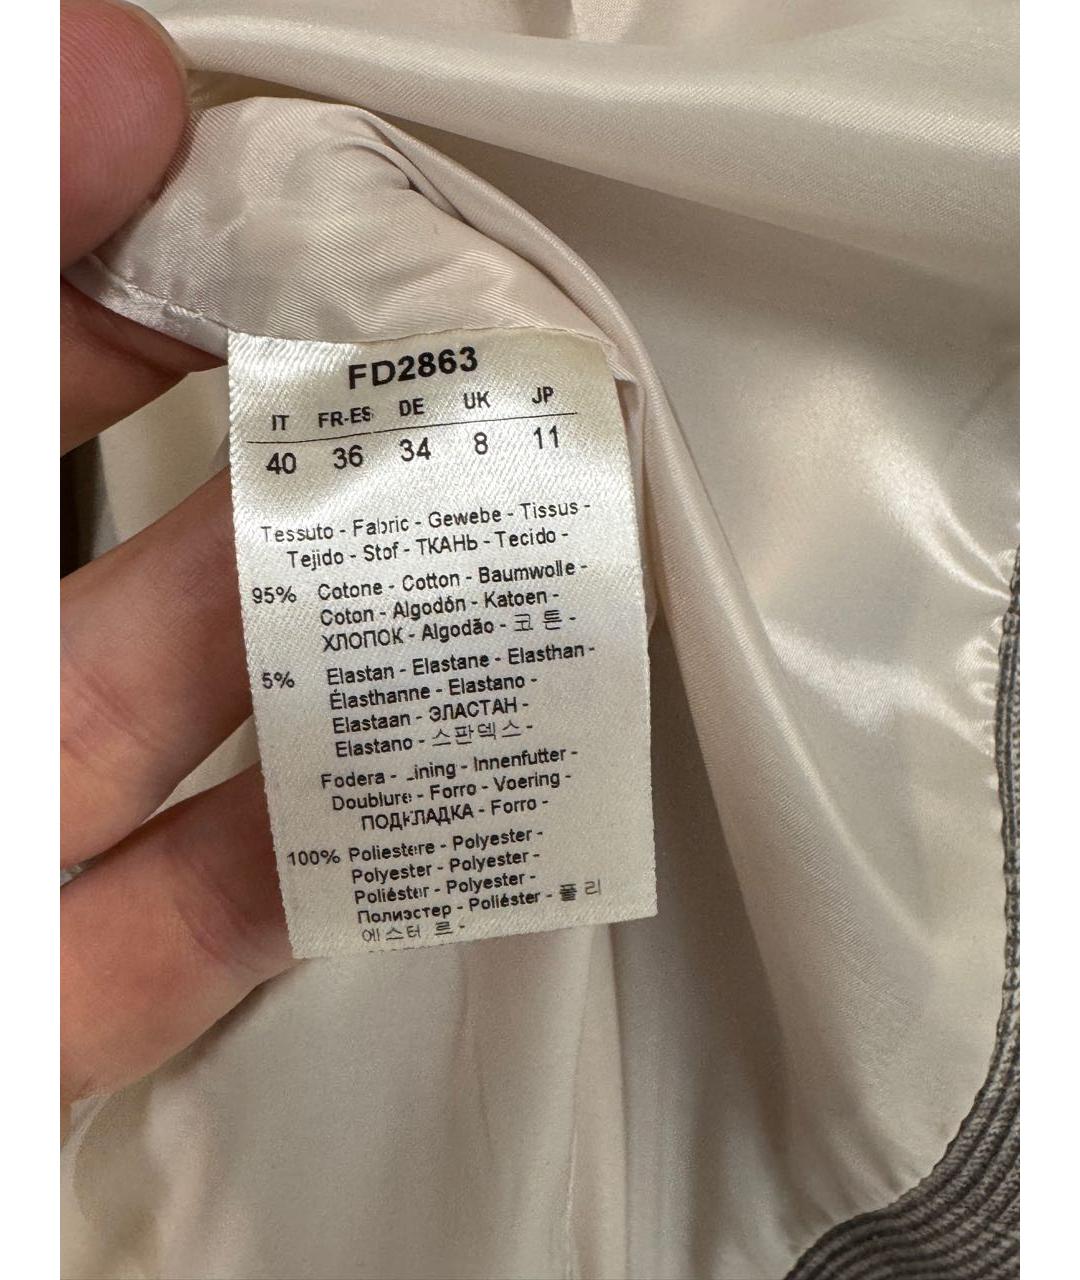 FD2863
IT FR-ES DE UK JP
40 36 34 8 11
Tessuto - Fabric - Gewebe - Tissus -
Tejido - Stof - ТКАНЬ - Tecido -
95% Cotone - Cotton - Baumwolle -
Coton - Algodón - Katoen -
ХЛОПОК - Algodão - 코 튼 -
5% Elastan - Elastane - Elasthan -
Élasthanne - Elastano -
Elastaan - ЭЛАСТАН -
Elastano - 스판덱스 -
Fodera - Lining - Innenfutter -
Doublure - Forro - Voering -
ПОДКЛАДКА - Forro -
100% Poliestere - Polyester -
Polyester - Polyester -
Poliéster - Polyester -
Полиэстер - Poliéster - 폴 리
에스터 르 -